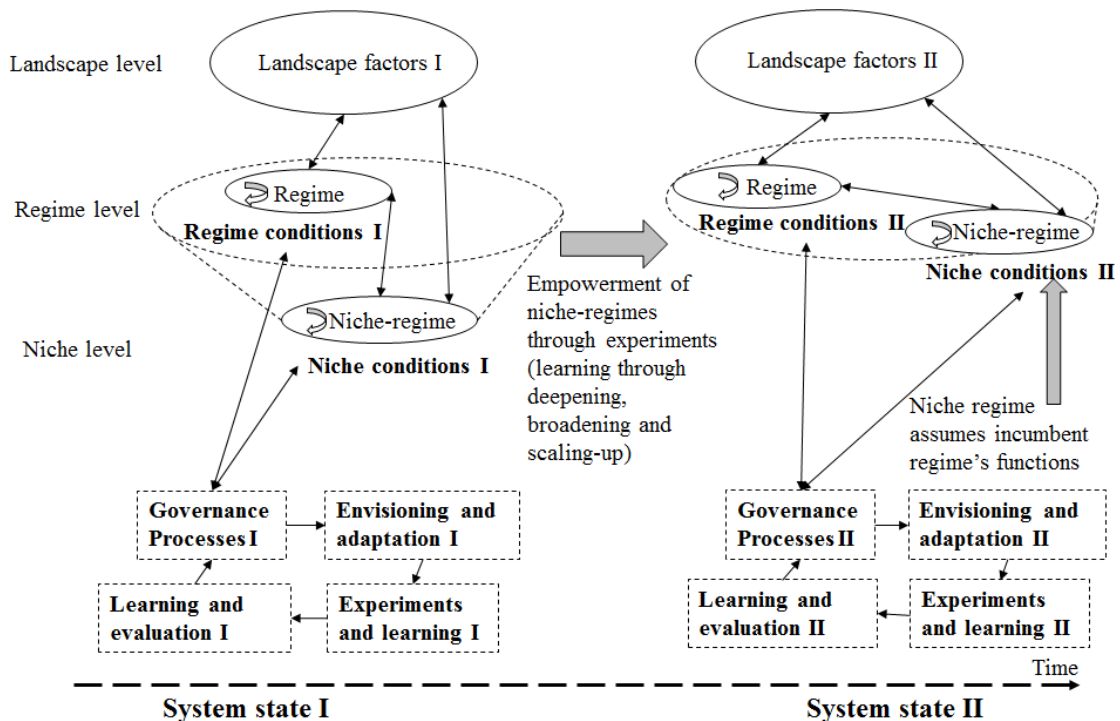 Landscape level
Landscape factors I
Landscape factors II
Regime level
Regime
Regime conditions I
Regime
Regime conditions II
Niche-regime
Niche conditions II
Niche level
Niche-regime
Niche conditions I
Empowerment of
niche-regimes
through experiments
(learning through
deepening,
broadening and
scaling-up)
Niche regime
assumes incumbent
regime's functions
Governance
Processes I
Envisioning and
adaptation I
Learning and
evaluation I
Experiments
and learning I
Governance
Processes II
Envisioning and
adaptation II
Learning and
evaluation II
Experiments
and learning II
Time
System state I
System state II